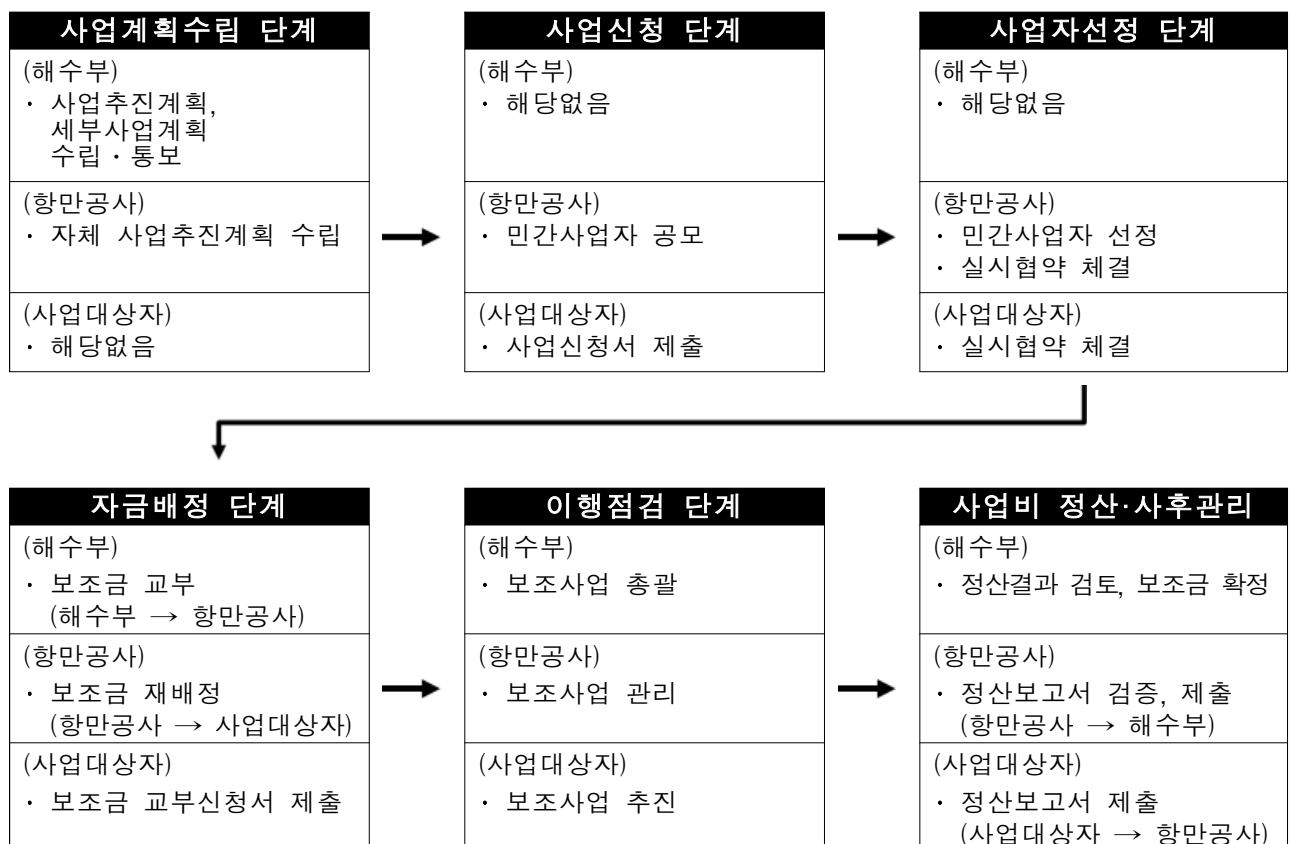 사업계획수립 단계
(해수부)
· 사업추진계획,
세부사업계획
수립·통보
(항만공사)
· 자체 사업추진계획 수립
(사업대상자)
· 해당없음
사업신청 단계
(해수부)
· 해당없음
(항만공사)
· 민간사업자 공모
(사업대상자)
· 사업신청서 제출
사업자선정 단계
(해수부)
· 해당없음
(항만공사)
· 민간사업자 선정
· 실시협약 체결
(사업대상자)
· 실시협약 체결
자금배정 단계
(해수부)
· 보조금 교부
(해수부 → 항만공사)
(항만공사)
· 보조금 재배정
(항만공사 → 사업대상자)
(사업대상자)
· 보조금 교부신청서 제출
이행점검 단계
(해수부)
· 보조사업 총괄
(항만공사)
· 보조사업 관리
(사업대상자)
· 보조사업 추진
사업비 정산·사후관리
(해수부)
· 정산결과 검토, 보조금 확정
(항만공사)
· 정산보고서 검증, 제출
(항만공사 → 해수부)
(사업대상자)
· 정산보고서 제출
(사업대상자 → 항만공사)